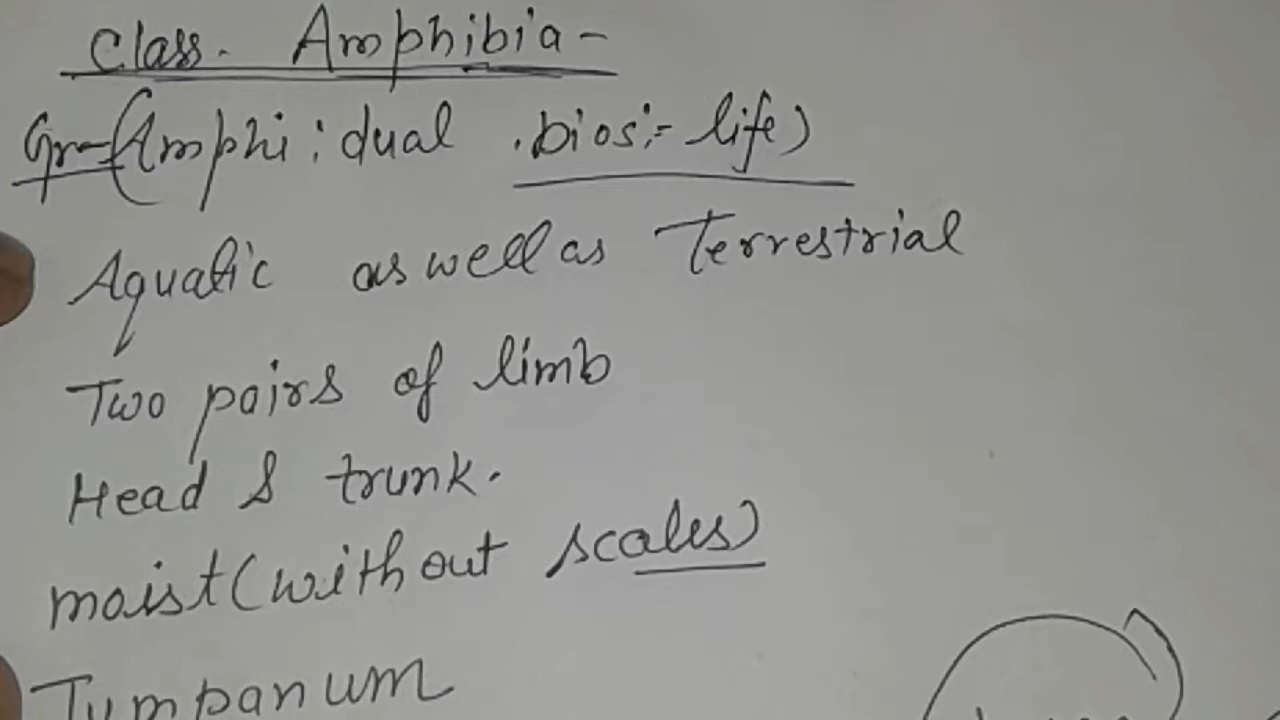 Class. Amphibia -
Gr-(Amphi: dual .bios:- life)
Aquatic as well as Terrestrial
Two pairs of limb
Head & trunk.
moist (without scales)
Tympanum